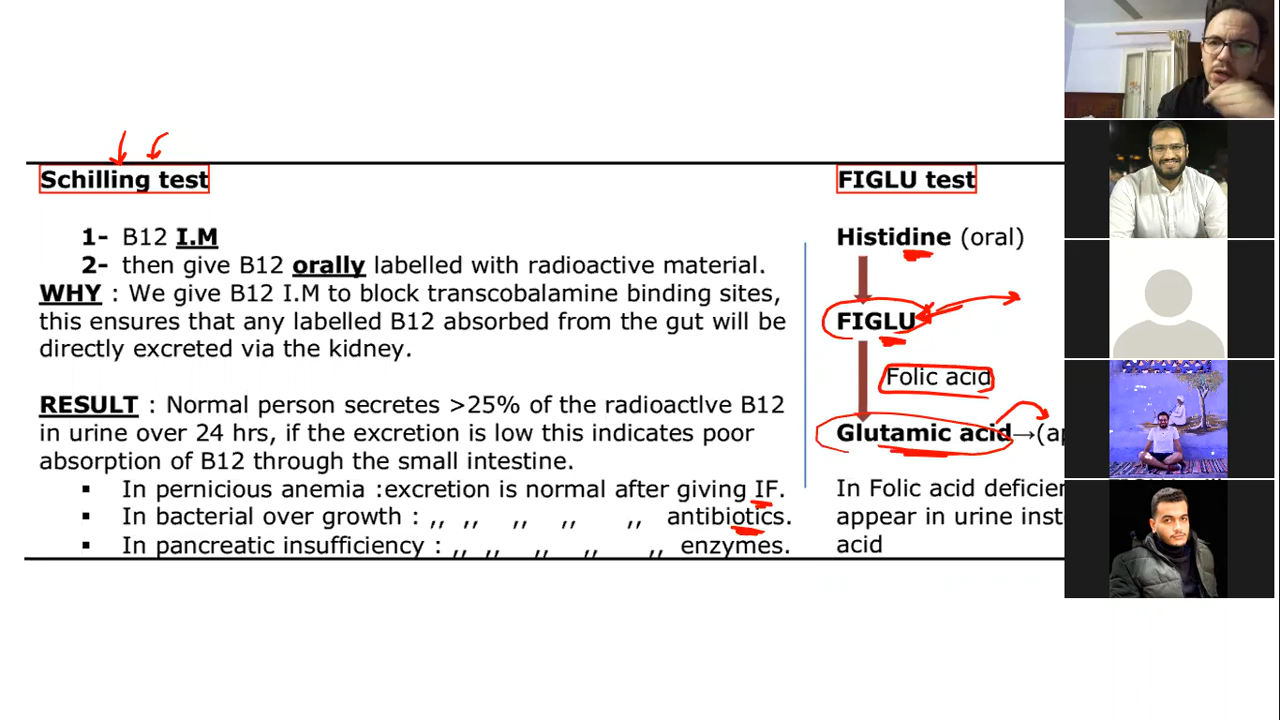 Schilling test
1- B12 I.M
2- then give B12 orally labelled with radioactive material.
WHY : We give B12 I.M to block transcobalamine binding sites,
this ensures that any labelled B12 absorbed from the gut will be
directly excreted via the kidney.
RESULT : Normal person secretes >25% of the radioactlve B12
in urine over 24 hrs, if the excretion is low this indicates poor
absorption of B12 through the small intestine.
▪ In pernicious anemia :excretion is normal after giving IF.
▪ In bacterial over growth : ,, ,, ,, ,, ,, antibiotics.
▪ In pancreatic insufficiency : ,, ,, ,, ,, ,, enzymes.
FIGLU test
Histidine (oral)
FIGLU
Folic acid
Glutamic acid→(
In Folic acid
appear in urine
acid